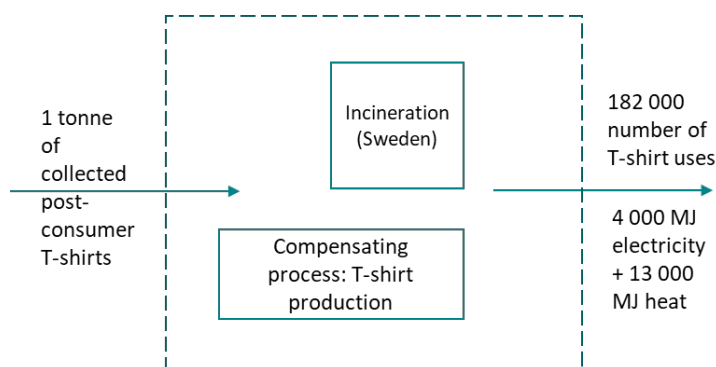 1 tonne
of
collected
post-
consumer
T-shirts
Incineration
(Sweden)
Compensating
process: T-shirt
production
182 000
number of
T-shirt uses
4 000 MJ
electricity
+ 13 000
MJ heat